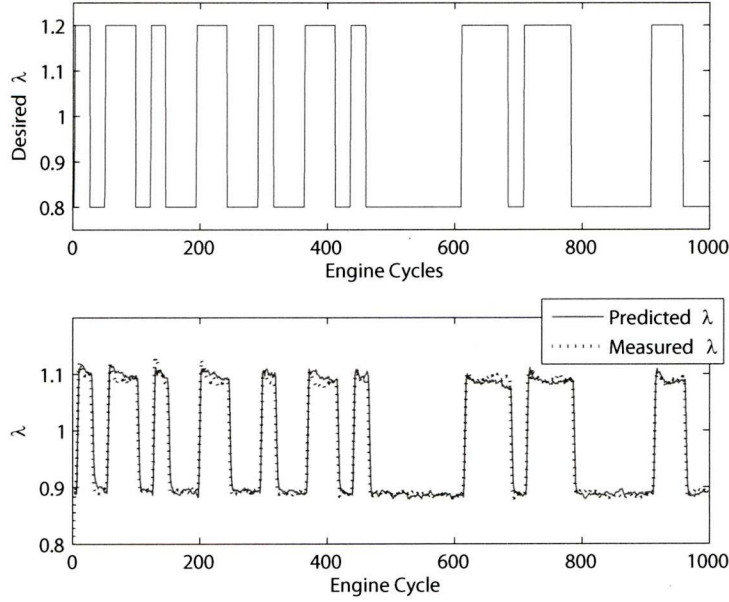 1.2
1.1
1
0.9
0.8
Desired λ
0 200 400 600 800 1000
Engine Cycles
Predicted λ
Measured λ
1.1
1
0.9
0.8
λ
0 200 400 600 800 1000
Engine Cycle